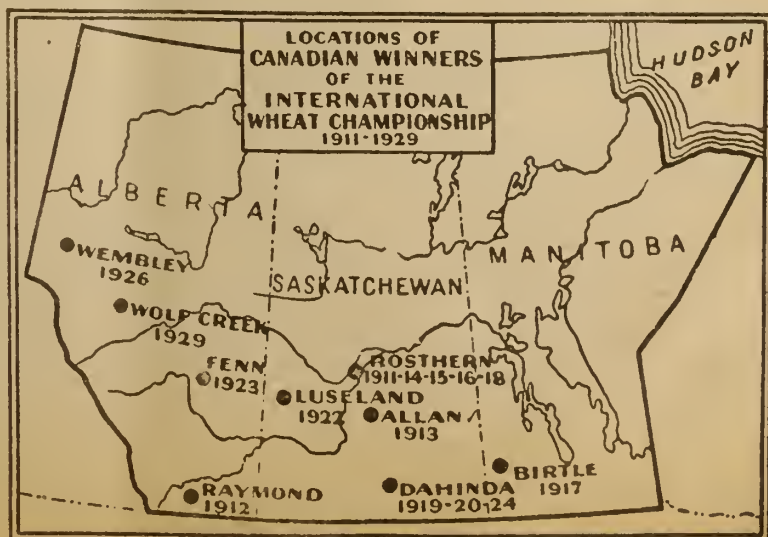 LOCATIONS OF
CANADIAN WINNERS
OF THE
INTERNATIONAL
WHEAT CHAMPIONSHIP
1911-1929
HUDSON
BAY
ALBERTA
MANITOBA
SASKATCHEWAN
WEMBLEY
1926
WOLF CREEK
1929
FENN
1923
ROSTHERN
1911-14-15-16-18
LUSELAND
1922
ALLAN
1913
BIRTLE
1917
RAYMOND
1912
DAHINDA
1919-20-24